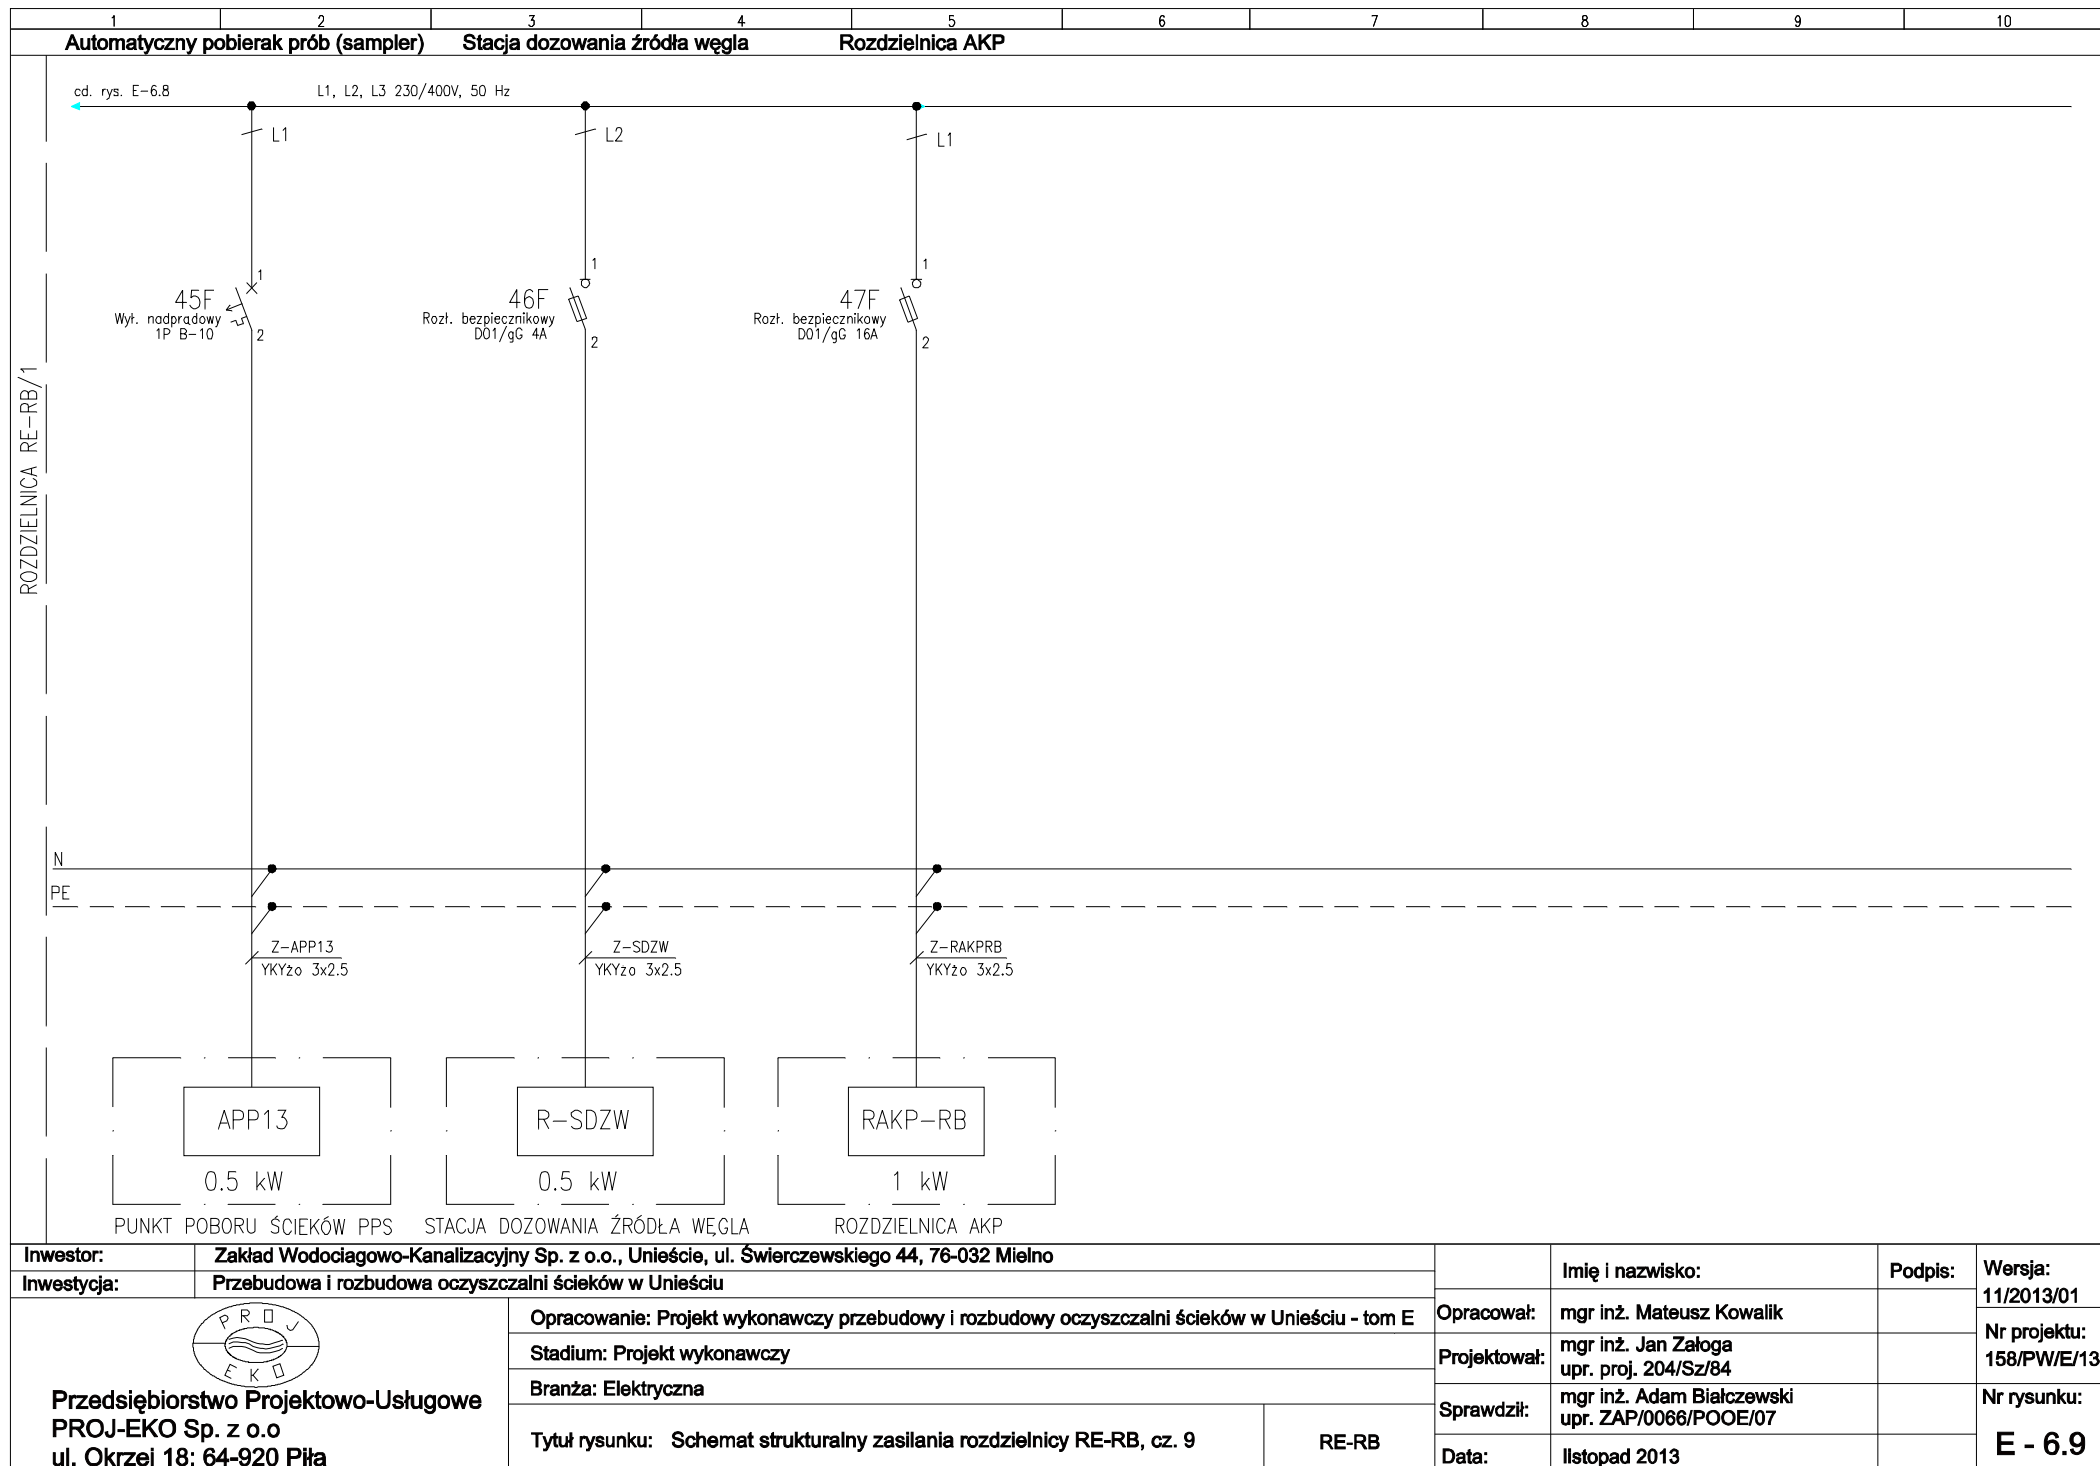 1 2 3 4 5 6 7 8 9 10
Automatyczny pobierak prób (sampler) Stacja dozowania źródła węgla Rozdzielnica AKP
cd. rys. E-6.8 L1, L2, L3 230/400V, 50 Hz
L1 L2 L1
1 1 1
45F 46F 47F
Wył. nadprądowy Rozł. bezpiecznikowy Rozł. bezpiecznikowy
1P B-10 D01/gG 4A D01/gG 16A
2 2 2
ROZDZIELNICA RE-RB/1
N
PE
Z-APP13 Z-SDZW Z-RAKPRB
YKYżo 3x2.5 YKYżo 3x2.5 YKYżo 3x2.5
APP13 R-SDZW RAKP-RB
0.5 kW 0.5 kW 1 kW
PUNKT POBORU ŚCIEKÓW PPS STACJA DOZOWANIA ŹRÓDŁA WĘGLA ROZDZIELNICA AKP
Inwestor: Zakład Wodociagowo-Kanalizacyjny Sp. z o.o., Unieście, ul. Świerczewskiego 44, 76-032 Mielno
Inwestycja: Przebudowa i rozbudowa oczyszczalni ścieków w Unieściu
PROJ
EKO
Przedsiębiorstwo Projektowo-Usługowe
PROJ-EKO Sp. z o.o
ul. Okrzei 18; 64-920 Piła
Opracowanie: Projekt wykonawczy przebudowy i rozbudowy oczyszczalni ścieków w Unieściu - tom E
Stadium: Projekt wykonawczy
Branża: Elektryczna
Tytuł rysunku: Schemat strukturalny zasilania rozdzielnicy RE-RB, cz. 9 RE-RB
Imię i nazwisko: Podpis:
Opracował: mgr inż. Mateusz Kowalik
Projektował: mgr inż. Jan Załoga
upr. proj. 204/Sz/84
Sprawdził: mgr inż. Adam Białczewski
upr. ZAP/0066/POOE/07
Data: listopad 2013
Wersja:
11/2013/01
Nr projektu:
158/PW/E/13
Nr rysunku:
E - 6.9